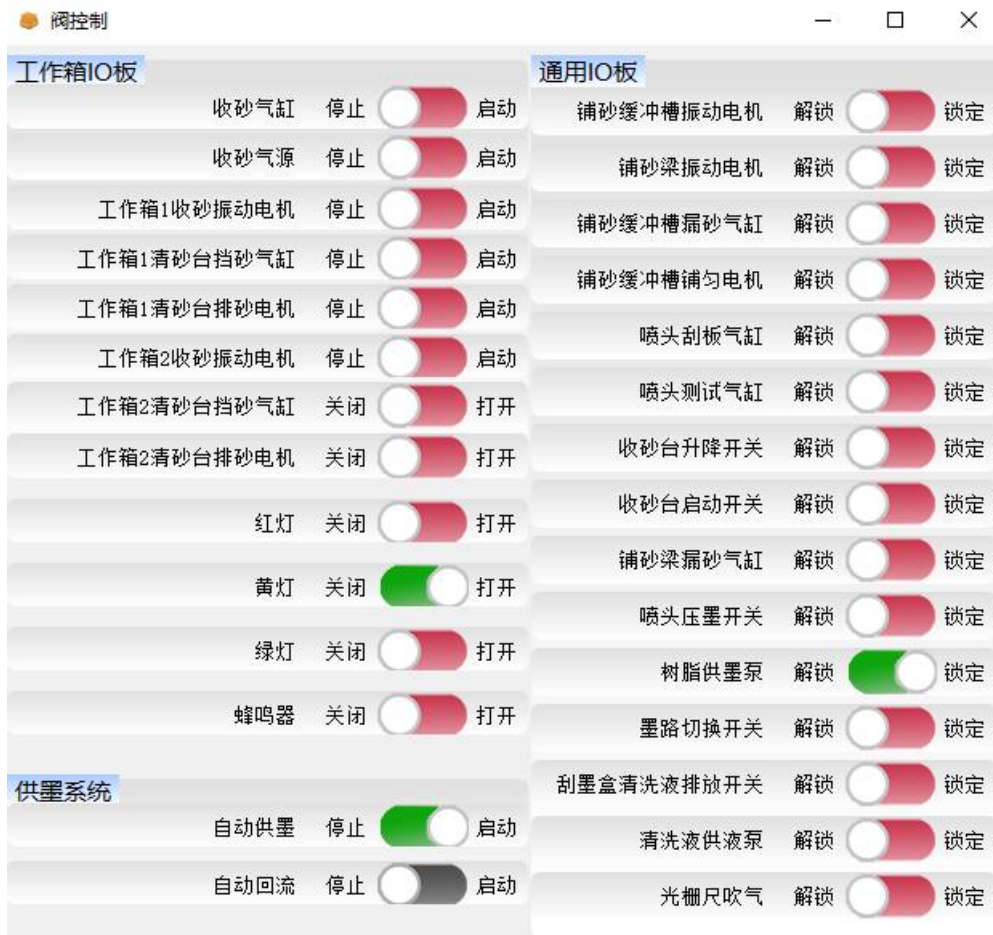 阀控制
工作箱IO板
收砂气缸 停止 启动
收砂气源 停止 启动
工作箱1收砂振动电机 停止 启动
工作箱1清砂台挡砂气缸 停止 启动
工作箱1清砂台排砂电机 停止 启动
工作箱2收砂振动电机 停止 启动
工作箱2清砂台挡砂气缸 关闭 打开
工作箱2清砂台排砂电机 关闭 打开
红灯 关闭 打开
黄灯 关闭 打开
绿灯 关闭 打开
蜂鸣器 关闭 打开
供墨系统
自动供墨 停止 启动
自动回流 停止 启动
通用IO板
铺砂缓冲槽振动电机 解锁 锁定
铺砂梁振动电机 解锁 锁定
铺砂缓冲槽漏砂气缸 解锁 锁定
铺砂缓冲槽铺匀电机 解锁 锁定
喷头刮板气缸 解锁 锁定
喷头测试气缸 解锁 锁定
收砂台升降开关 解锁 锁定
收砂台启动开关 解锁 锁定
铺砂梁漏砂气缸 解锁 锁定
喷头压墨开关 解锁 锁定
树脂供墨泵 解锁 锁定
墨路切换开关 解锁 锁定
刮墨盒清洗液排放开关 解锁 锁定
清洗液供液泵 解锁 锁定
光栅尺吹气 解锁 锁定